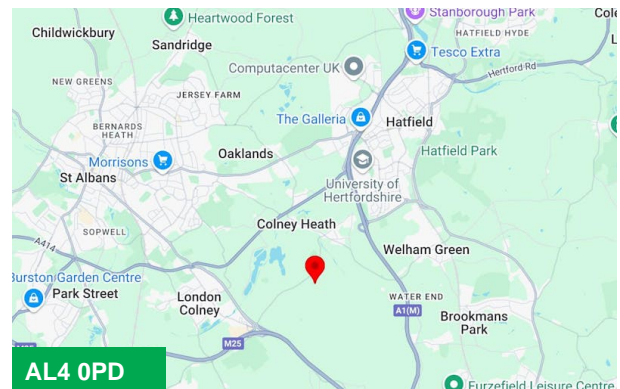 Heartwood Forest
Stanborough Park
Childwickbury
Sandridge
HATFIELD HYDE
Tesco Extra
Computacenter UK
Hertford Rd
NEW GREENS
JERSEY FARM
The Galleria
Hatfield
BERNARDS
HEATH
Oaklands
Hatfield Park
Morrisons
St Albans
University of
Hertfordshire
SOPWELL
Colney Heath
Welham Green
A414
Burston Garden Centre
Park Street
London
Colney
WATER END
A1(M)
Brookmans
Park
M25
AL4 0PD
Furzefield Leisure Centre